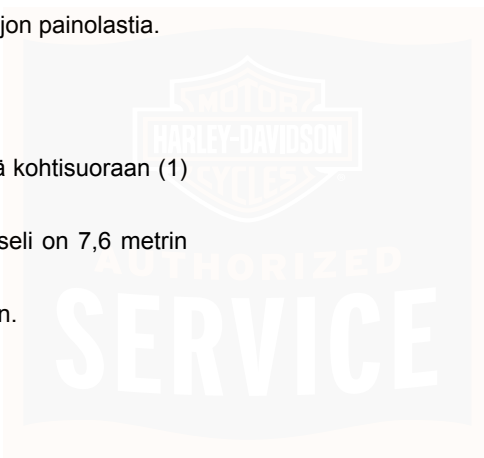 jon painolastia.
MOTOR
HARLEY-DAVIDSON
CYCLES
kohtisuoraan (1)
seli on 7,6 metrin
AUTHORIZED
n.
SERVICE